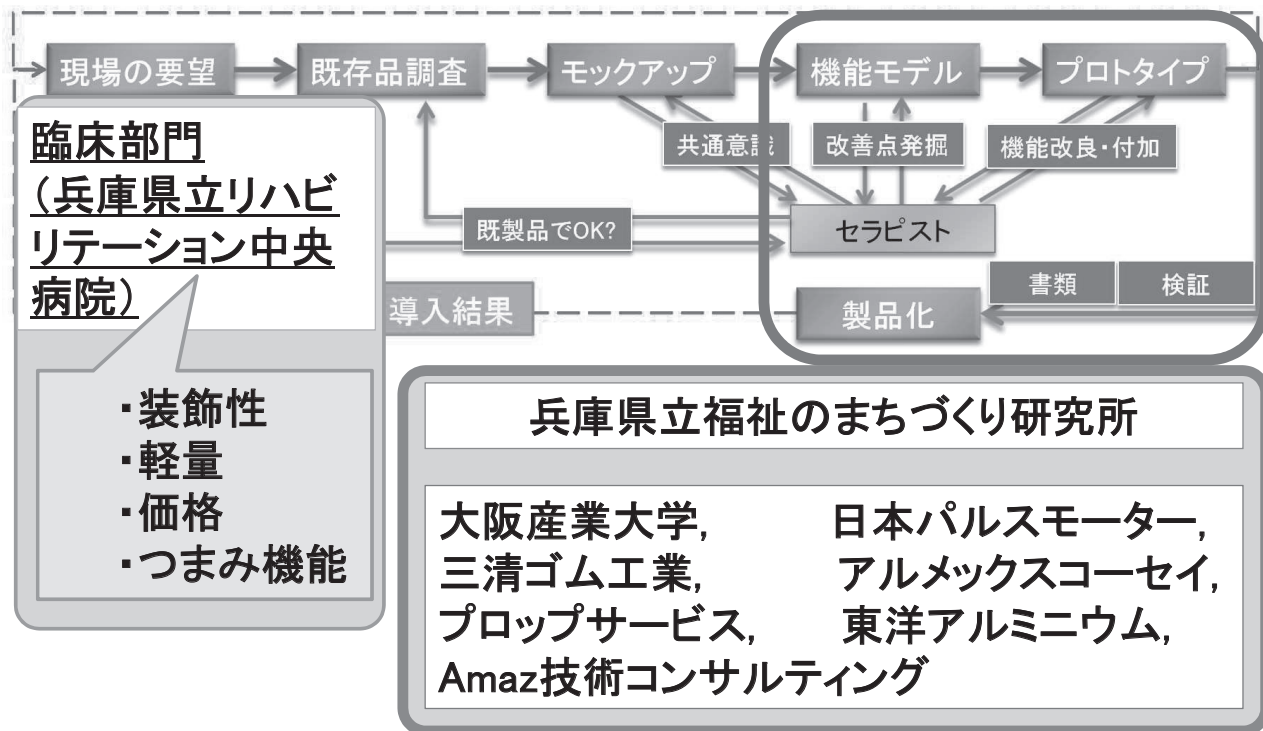 現場の要望
既存品調査
モックアップ
機能モデル
プロトタイプ
共通意識
改善点発掘
機能改良・付加
既製品でOK?
セラピスト
書類
検証
導入結果
製品化
臨床部門
（兵庫県立リハビ
リテーション中央
病院）
・装飾性
・軽量
・価格
・つまみ機能
兵庫県立福祉のまちづくり研究所
大阪産業大学, 日本パルスモーター,
三清ゴム工業, アルメックスコーセイ,
プロップサービス, 東洋アルミニウム,
Amaz技術コンサルティング